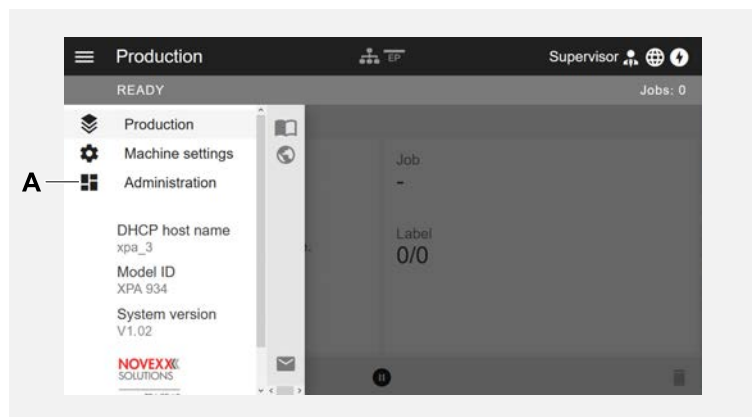 Production
EP
Supervisor
READY
Jobs: 0
Production
Machine settings
A
Administration
DHCP host name
xpa_3
Model ID
XPA 934
System version
V1.02
NOVEXX
SOLUTIONS
Job
-
Label
0/0